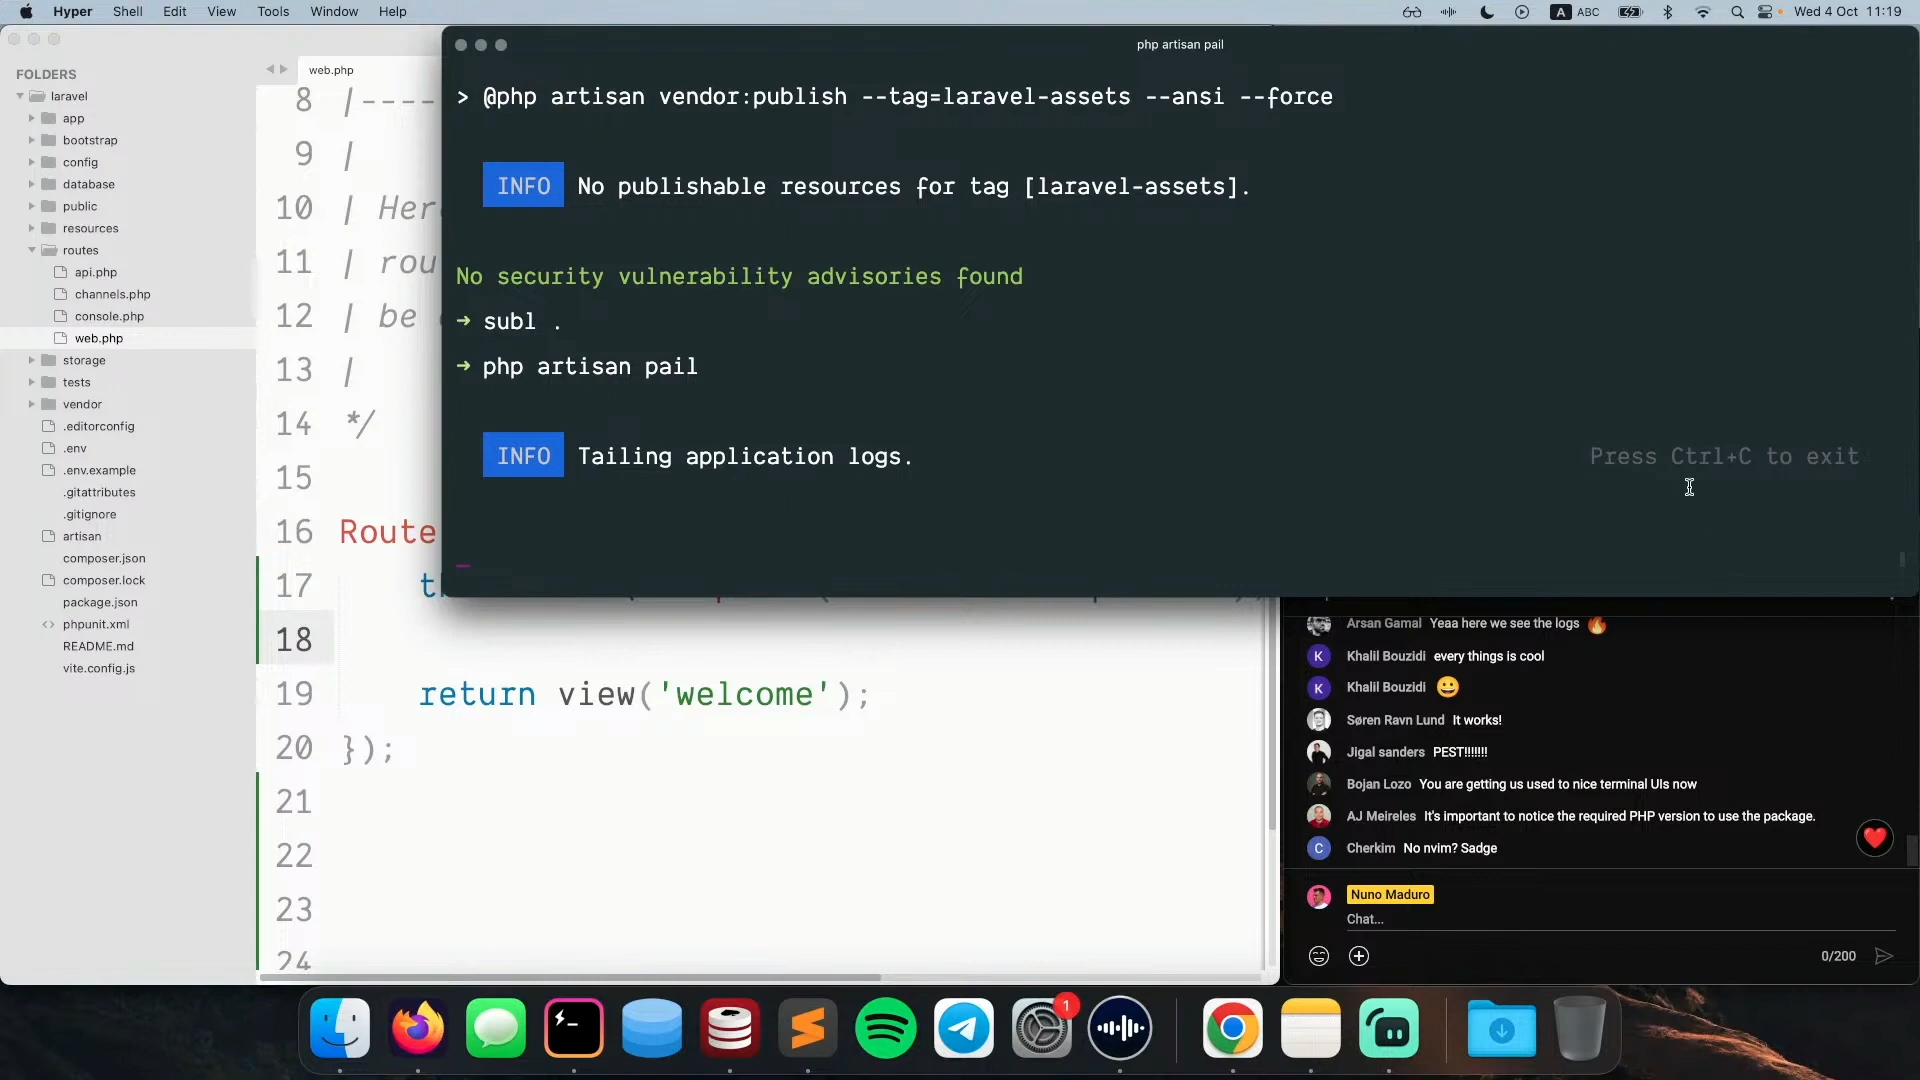 Hyper Shell Edit View Tools Window Help
A ABC Wed 4 Oct 11:19
FOLDERS
laravel
app
bootstrap
config
database
public
resources
routes
api.php
channels.php
console.php
web.php
storage
tests
vendor
.editorconfig
.env
.env.example
.gitattributes
.gitignore
artisan
composer.json
composer.lock
package.json
phpunit.xml
README.md
vite.config.js
web.php
8 |----
9 |
10 | Her
11 | rou
12 | be
13 |
14 */
15
16 Route
17
18
19 return view('welcome');
20 });
21
22
23
24
php artisan pail
> @php artisan vendor:publish --tag=laravel-assets --ansi --force
INFO No publishable resources for tag [laravel-assets].
No security vulnerability advisories found
➜ subl .
➜ php artisan pail
INFO Tailing application logs. Press Ctrl+C to exit
Arsan Gamal Yeaa here we see the logs 🔥
K Khalil Bouzidi every things is cool
K Khalil Bouzidi 😀
Søren Ravn Lund It works!
Jigal sanders PEST!!!!!!!
Bojan Lozo You are getting us used to nice terminal UIs now
AJ Meireles It's important to notice the required PHP version to use the package.
C Cherkim No nvim? Sadge
Nuno Maduro
Chat...
0/200
1